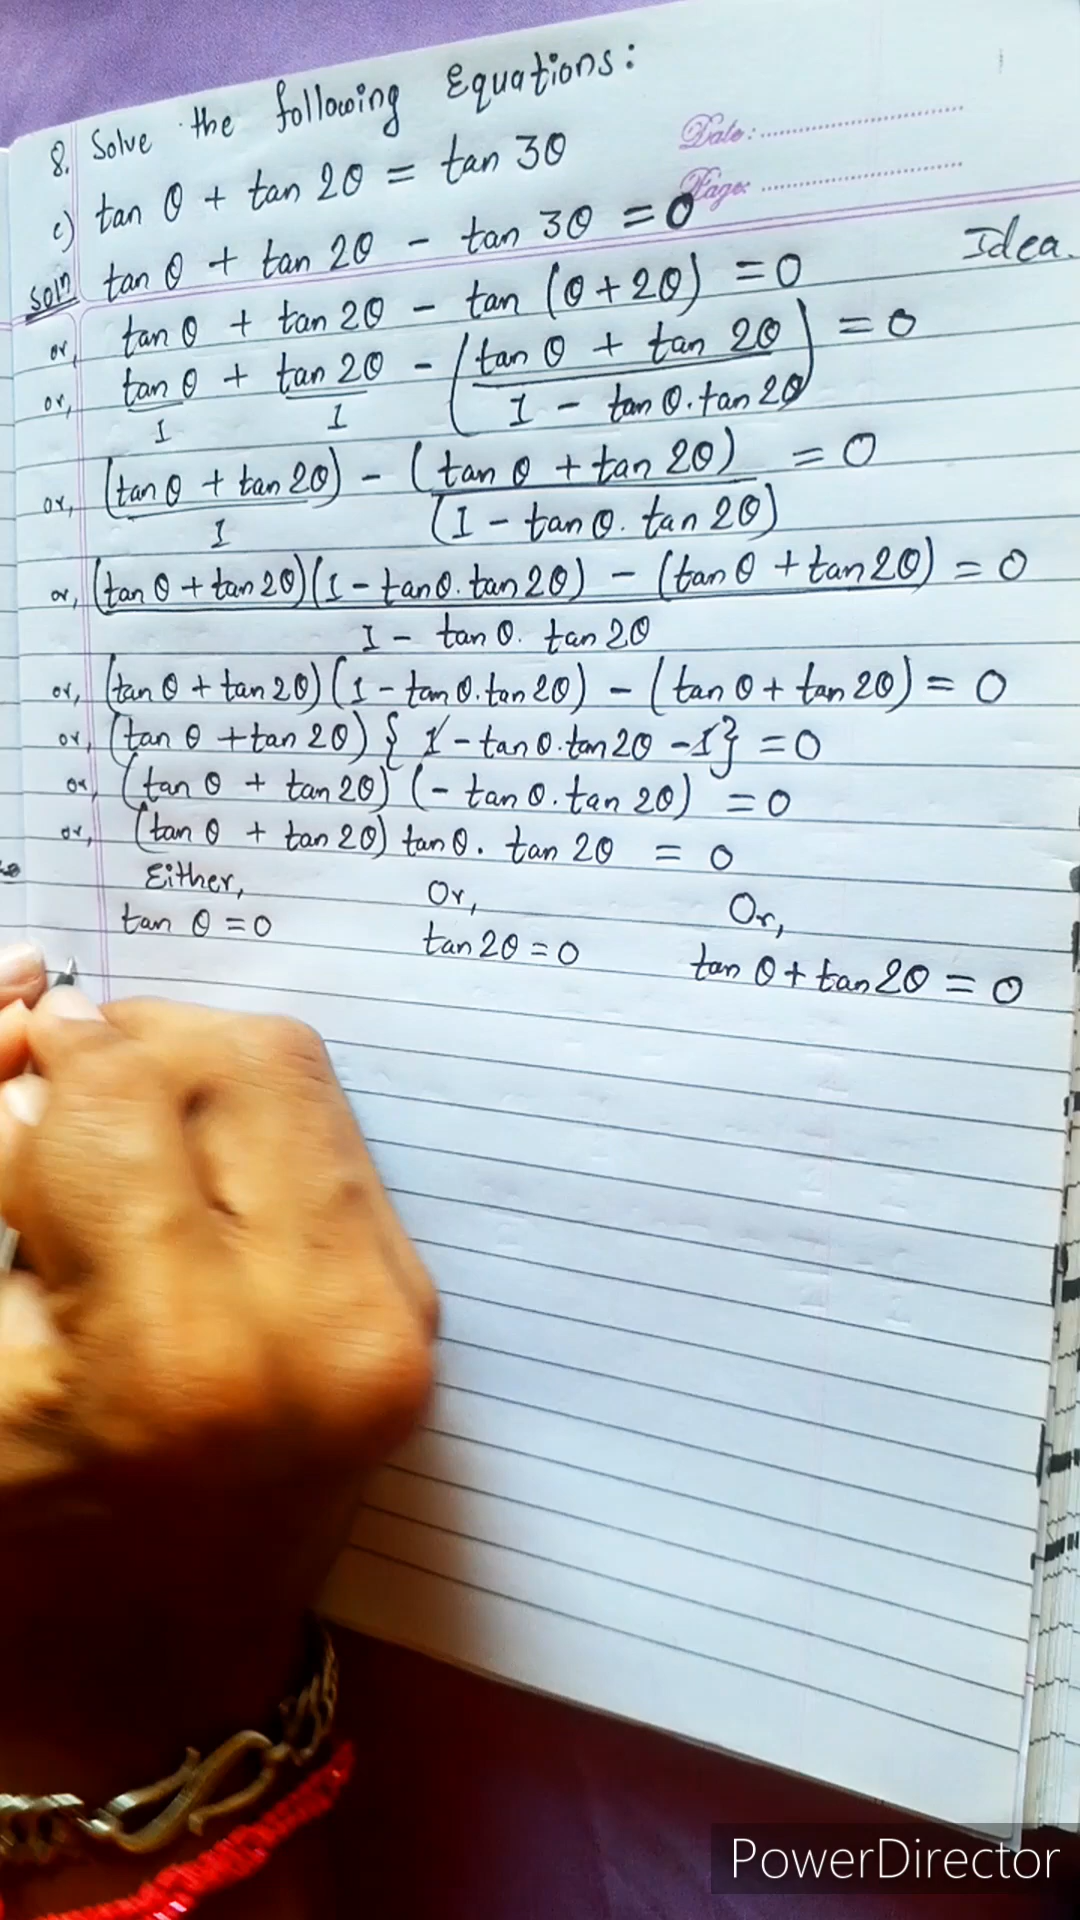 8. Solve the following Equations:
Date:
c) tan θ + tan 2θ = tan 3θ
Page:
Soln tan θ + tan 2θ - tan 3θ = 0
Idea.
or, tan θ + tan 2θ - tan (θ + 2θ) = 0
or, tan θ/1 + tan 2θ/1 - (tan θ + tan 2θ / 1 - tan θ. tan 2θ) = 0
or, (tan θ + tan 2θ)/1 - (tan θ + tan 2θ)/(1 - tan θ. tan 2θ) = 0
or, (tan θ + tan 2θ)(1 - tan θ. tan 2θ) - (tan θ + tan 2θ) / 1 - tan θ. tan 2θ = 0
or, (tan θ + tan 2θ)(1 - tan θ. tan 2θ) - (tan θ + tan 2θ) = 0
or, (tan θ + tan 2θ) { 1 - tan θ. tan 2θ - 1} = 0
or, (tan θ + tan 2θ) (- tan θ. tan 2θ) = 0
or, (tan θ + tan 2θ) tan θ. tan 2θ = 0
Either, Or, Or,
tan θ = 0 tan 2θ = 0 tan θ + tan 2θ = 0
PowerDirector